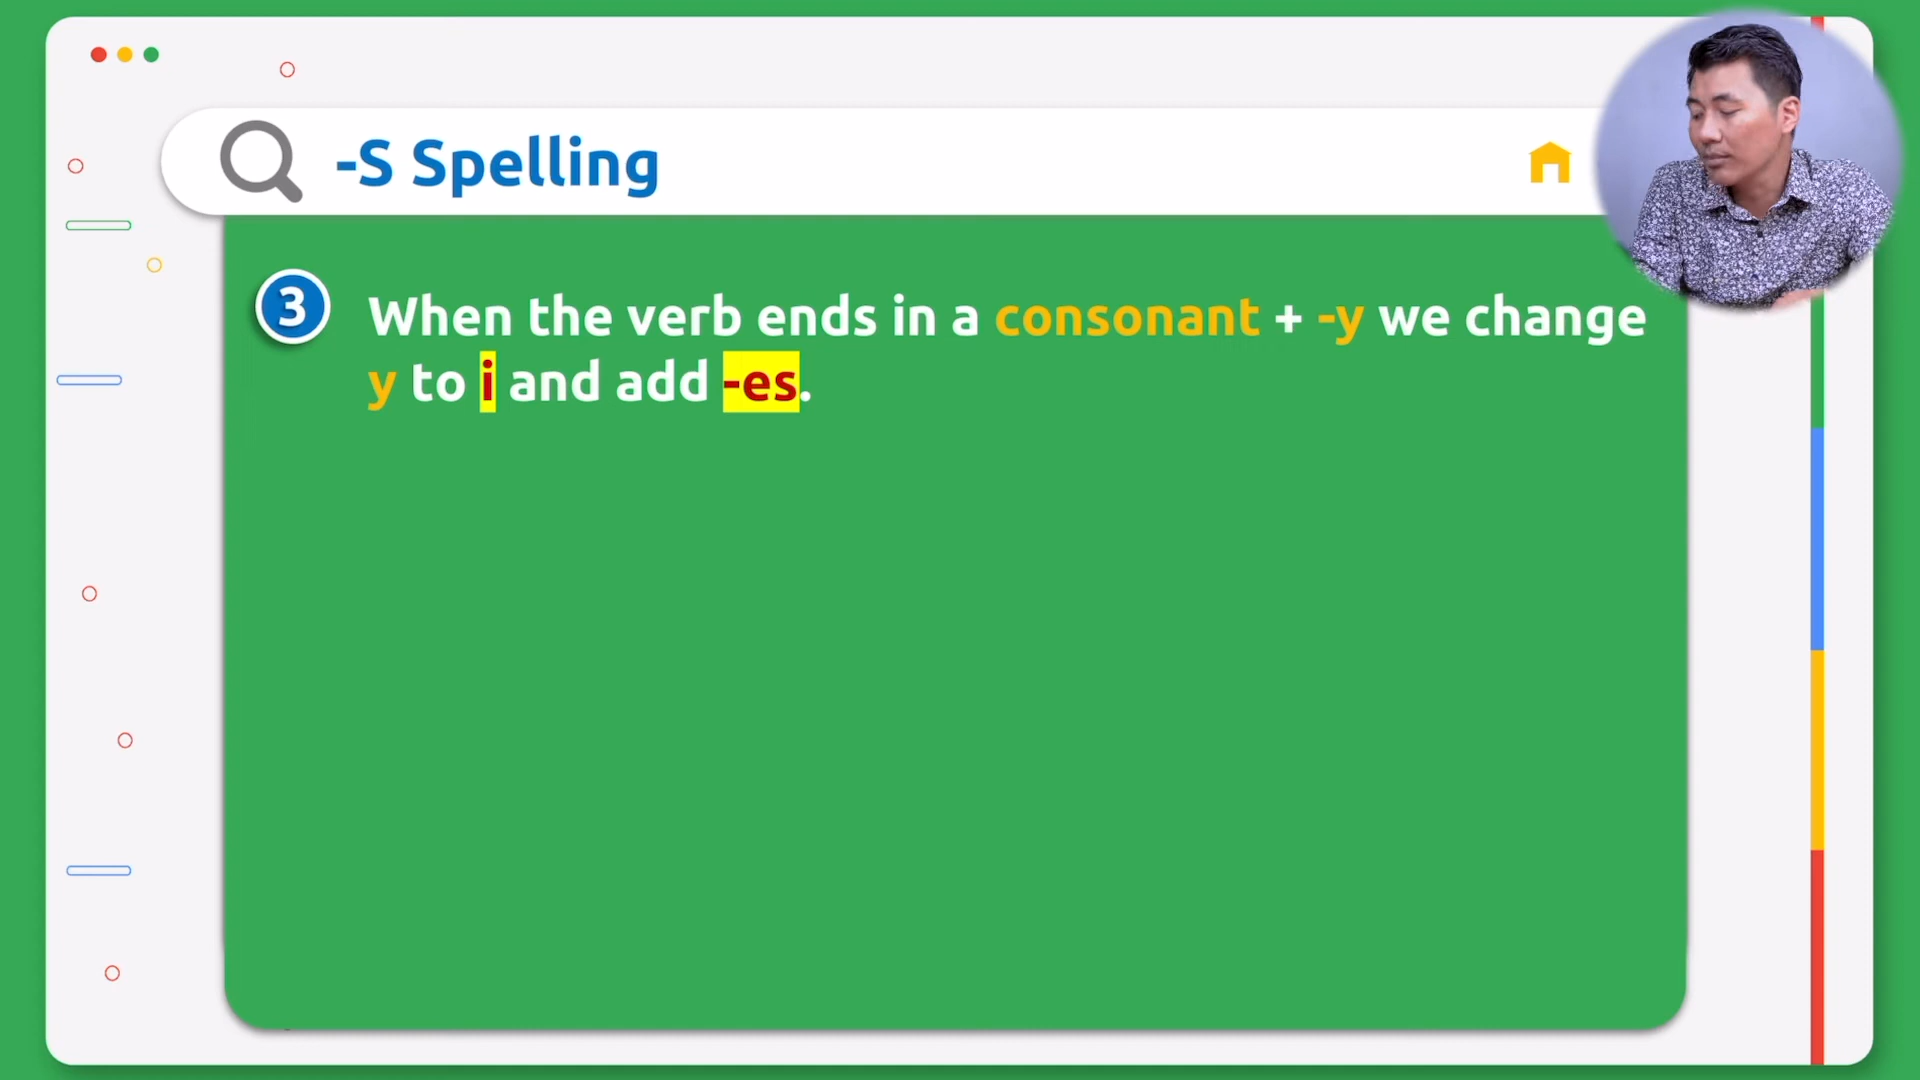 -S Spelling
3
When the verb ends in a consonant + -y we change
y to i and add -es.